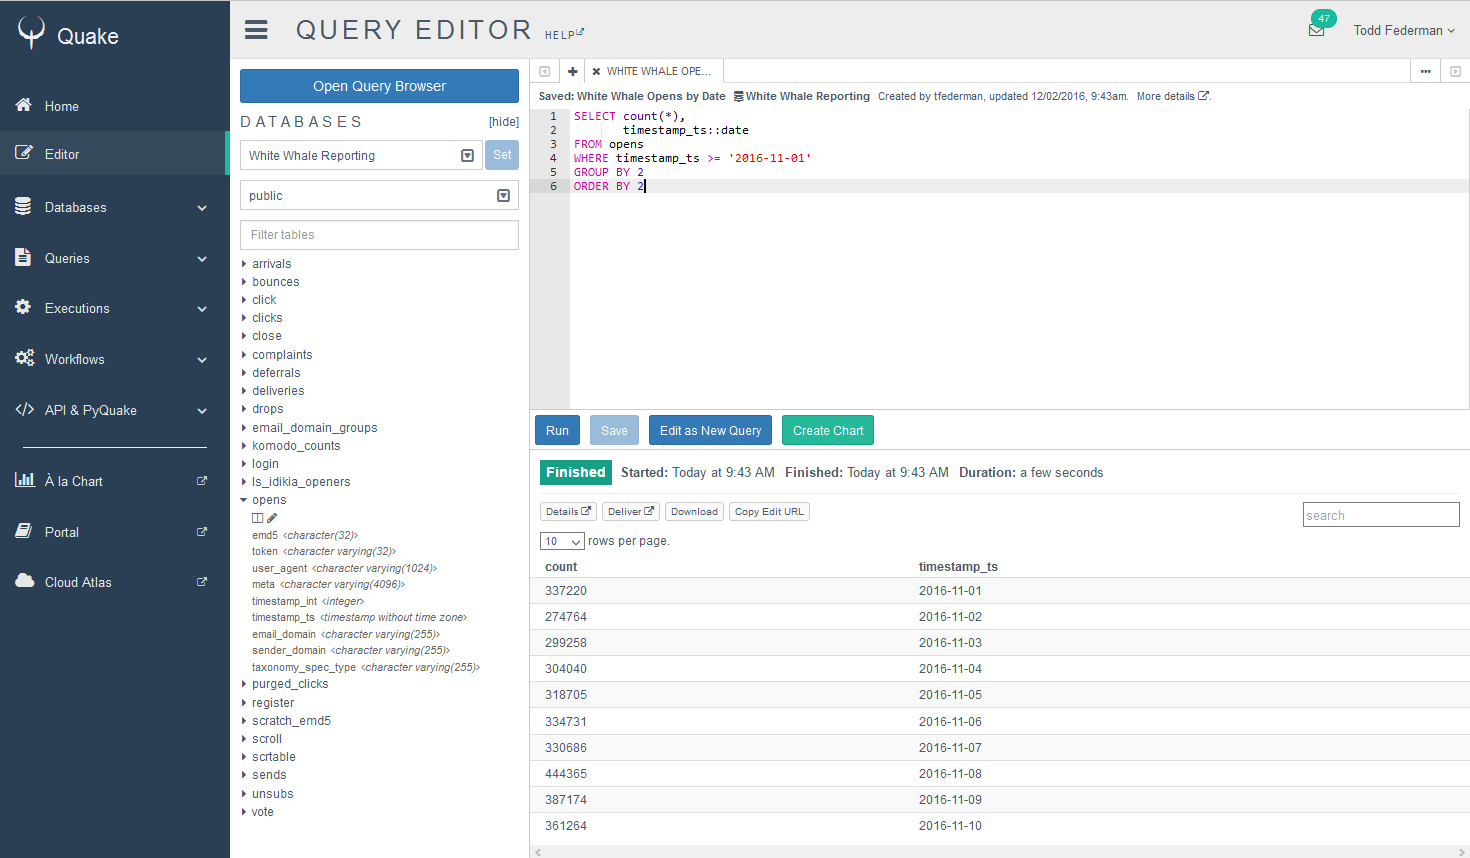 Quake
Home
Editor
Databases
Queries
Executions
Workflows
API & PyQuake
À la Chart
Portal
Cloud Atlas
QUERY EDITOR HELP
47
Todd Federman
Open Query Browser
DATABASES [hide]
White Whale Reporting Set
public
Filter tables
arrivals
bounces
click
clicks
close
complaints
deferrals
deliveries
drops
email_domain_groups
komodo_counts
login
ls_idikia_openers
opens
emd5 <character(32)>
token <character varying(32)>
user_agent <character varying(1024)>
meta <character varying(4096)>
timestamp_int <integer>
timestamp_ts <timestamp without time zone>
email_domain <character varying(255)>
sender_domain <character varying(255)>
taxonomy_spec_type <character varying(255)>
purged_clicks
register
scratch_emd5
scroll
scrtable
sends
unsubs
vote
WHITE WHALE OPE...
Saved: White Whale Opens by Date White Whale Reporting Created by tfederman, updated 12/02/2016, 9:43am. More details.
1 SELECT count(*),
2 timestamp_ts::date
3 FROM opens
4 WHERE timestamp_ts >= '2016-11-01'
5 GROUP BY 2
6 ORDER BY 2
Run Save Edit as New Query Create Chart
Finished Started: Today at 9:43 AM Finished: Today at 9:43 AM Duration: a few seconds
Details Deliver Download Copy Edit URL search
10 rows per page.
count timestamp_ts
337220 2016-11-01
274764 2016-11-02
299258 2016-11-03
304040 2016-11-04
318705 2016-11-05
334731 2016-11-06
330686 2016-11-07
444365 2016-11-08
387174 2016-11-09
361264 2016-11-10